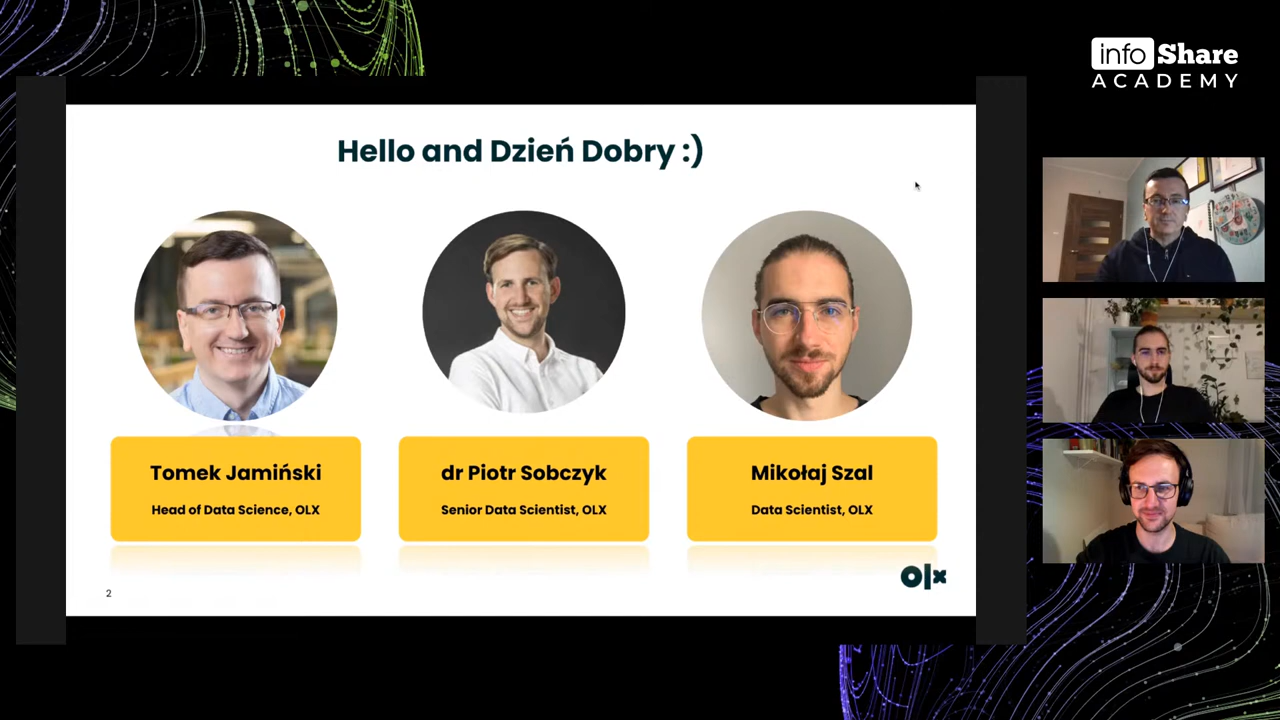 info Share
ACADEMY
Hello and Dzień Dobry :)
Tomek Jamiński
Head of Data Science, OLX
dr Piotr Sobczyk
Senior Data Scientist, OLX
Mikołaj Szal
Data Scientist, OLX
olx
2